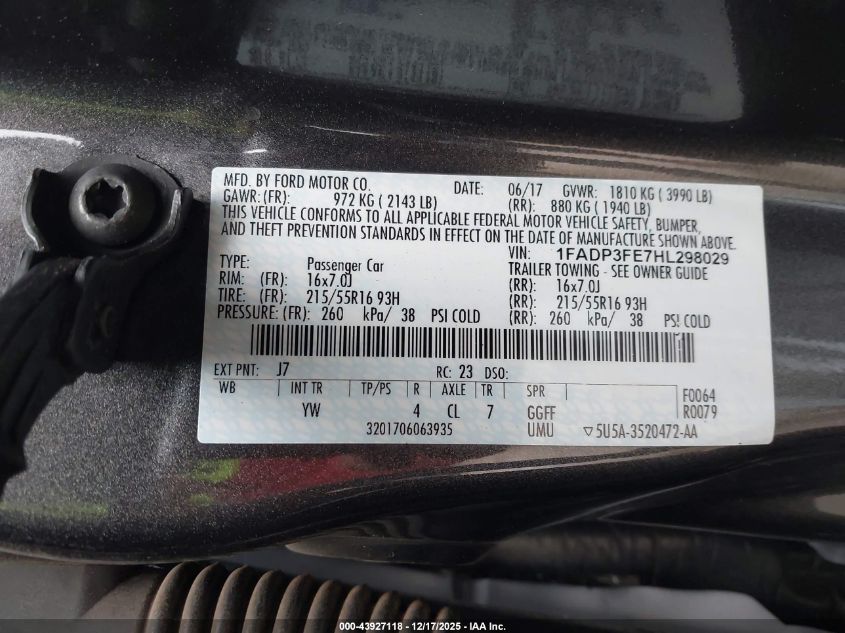 MFD. BY FORD MOTOR CO. DATE: 06/17 GVWR: 1810 KG ( 3990 LB)
GAWR:(FR): 972 KG ( 2143 LB) (RR): 880 KG ( 1940 LB)
THIS VEHICLE CONFORMS TO ALL APPLICABLE FEDERAL MOTOR VEHICLE SAFETY, BUMPER,
AND THEFT PREVENTION STANDARDS IN EFFECT ON THE DATE OF MANUFACTURE SHOWN ABOVE.
VIN: 1FADP3FE7HL298029
TYPE: Passenger Car TRAILER TOWING - SEE OWNER GUIDE
RIM: (FR): 16x7.0J (RR): 16x7.0J
TIRE: (FR): 215/55R16 93H (RR): 215/55R16 93H
PRESSURE: (FR): 260 kPa/ 38 PSI COLD (RR): 260 kPa/ 38 PSI COLD
EXT PNT: J7 RC: 23 DSO:
WB INT TR TP/PS R AXLE TR SPR F0064
YW 4 CL 7 GGFF R0079
3201706063935 UMU ▽5U5A-3520472-AA
000-43927118 - 12/17/2025 - IAA Inc.